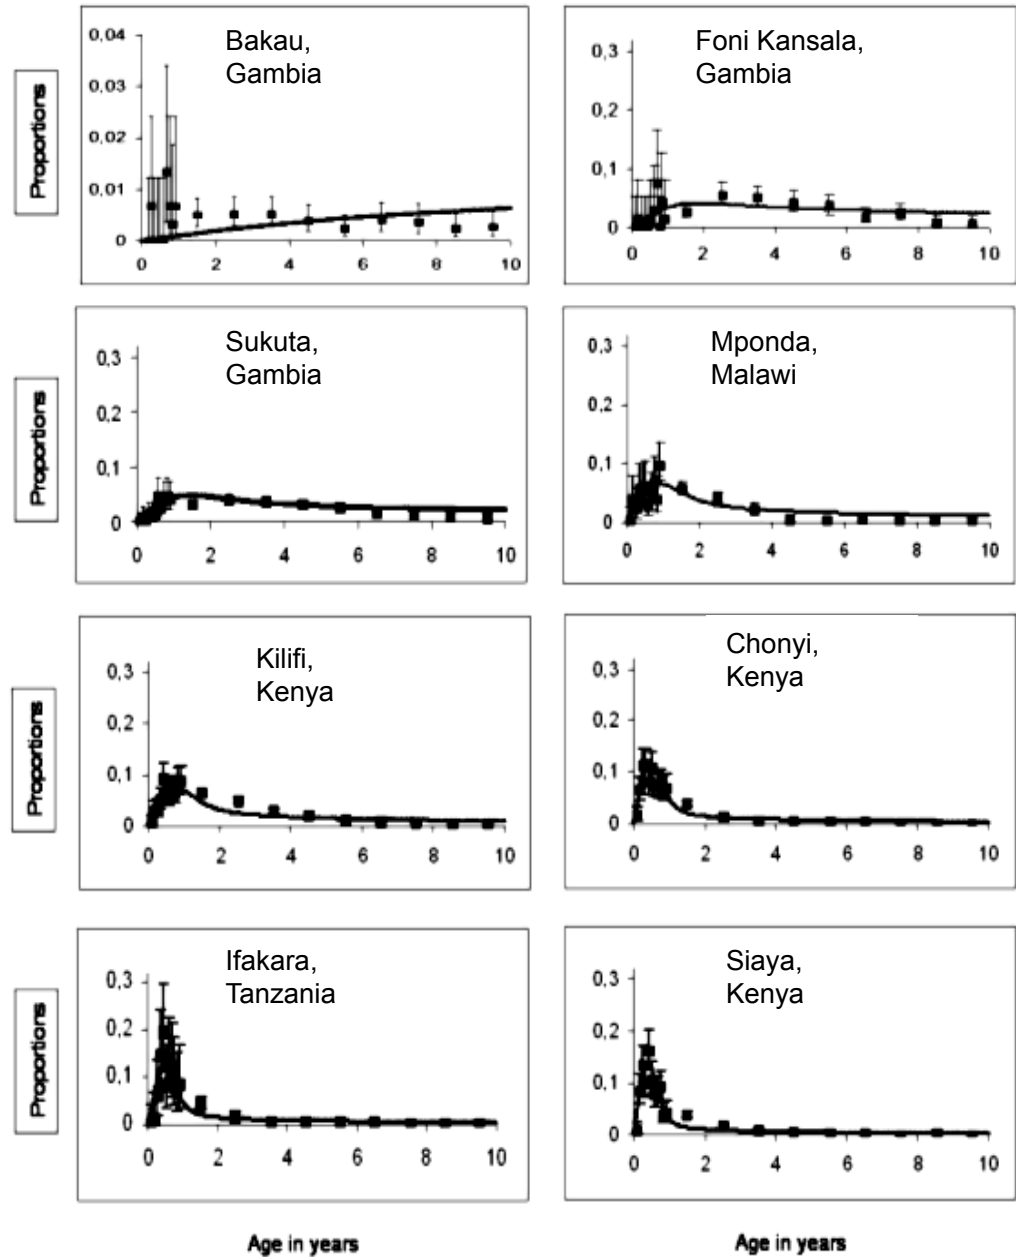 Proportions
0,04
0,03
0,02
0,01
0
0 2 4 6 8 10
Bakau,
Gambia
0,3
0,2
0,1
0
0 2 4 6 8 10
Foni Kansala,
Gambia
Proportions
0,3
0,2
0,1
0
0 2 4 6 8 10
Sukuta,
Gambia
0,3
0,2
0,1
0
0 2 4 6 8 10
Mponda,
Malawi
Proportions
0,3
0,2
0,1
0
0 2 4 6 8 10
Kilifi,
Kenya
0,3
0,2
0,1
0
0 2 4 6 8 10
Chonyi,
Kenya
Proportions
0,3
0,2
0,1
0
0 2 4 6 8 10
Ifakara,
Tanzania
0,3
0,2
0,1
0
0 2 4 6 8 10
Siaya,
Kenya
Age in years
Age in years